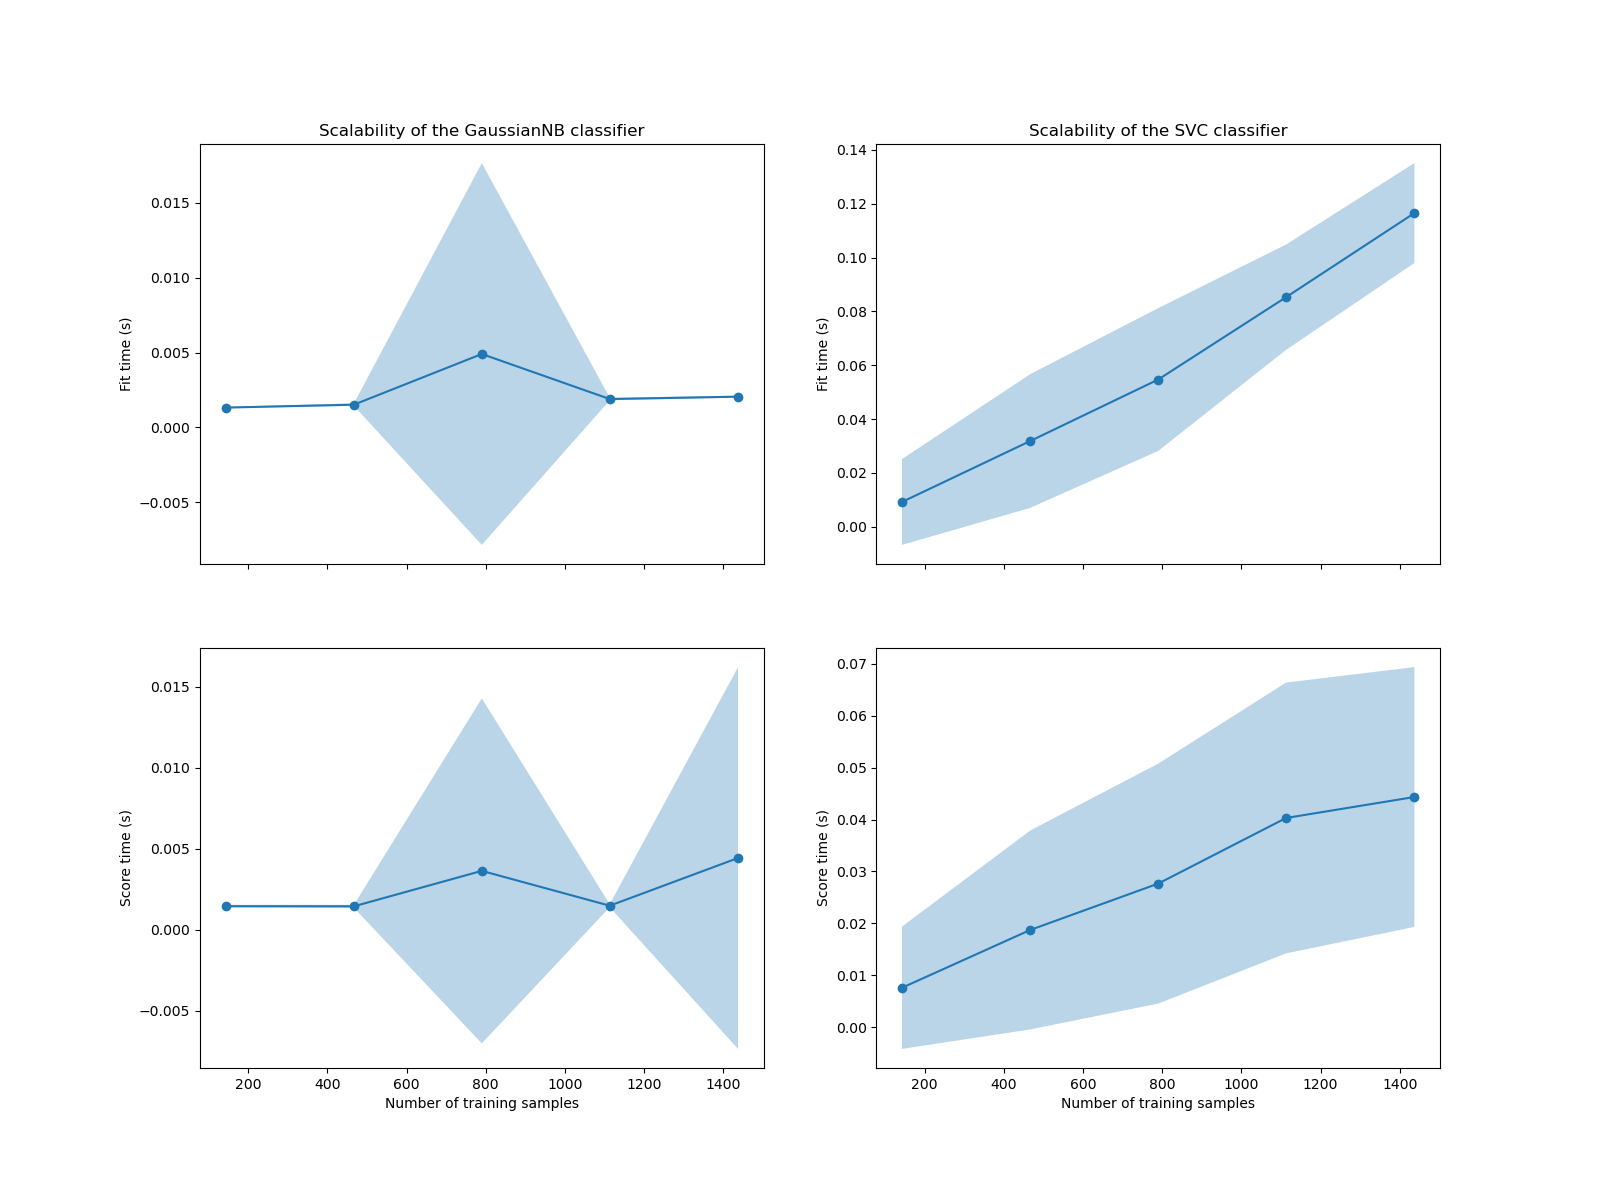 Scalability of the GaussianNB classifier
Fit time (s)
0.015
0.010
0.005
0.000
−0.005
Scalability of the SVC classifier
Fit time (s)
0.14
0.12
0.10
0.08
0.06
0.04
0.02
0.00
Score time (s)
0.015
0.010
0.005
0.000
−0.005
200 400 600 800 1000 1200 1400
Number of training samples
Score time (s)
0.07
0.06
0.05
0.04
0.03
0.02
0.01
0.00
200 400 600 800 1000 1200 1400
Number of training samples